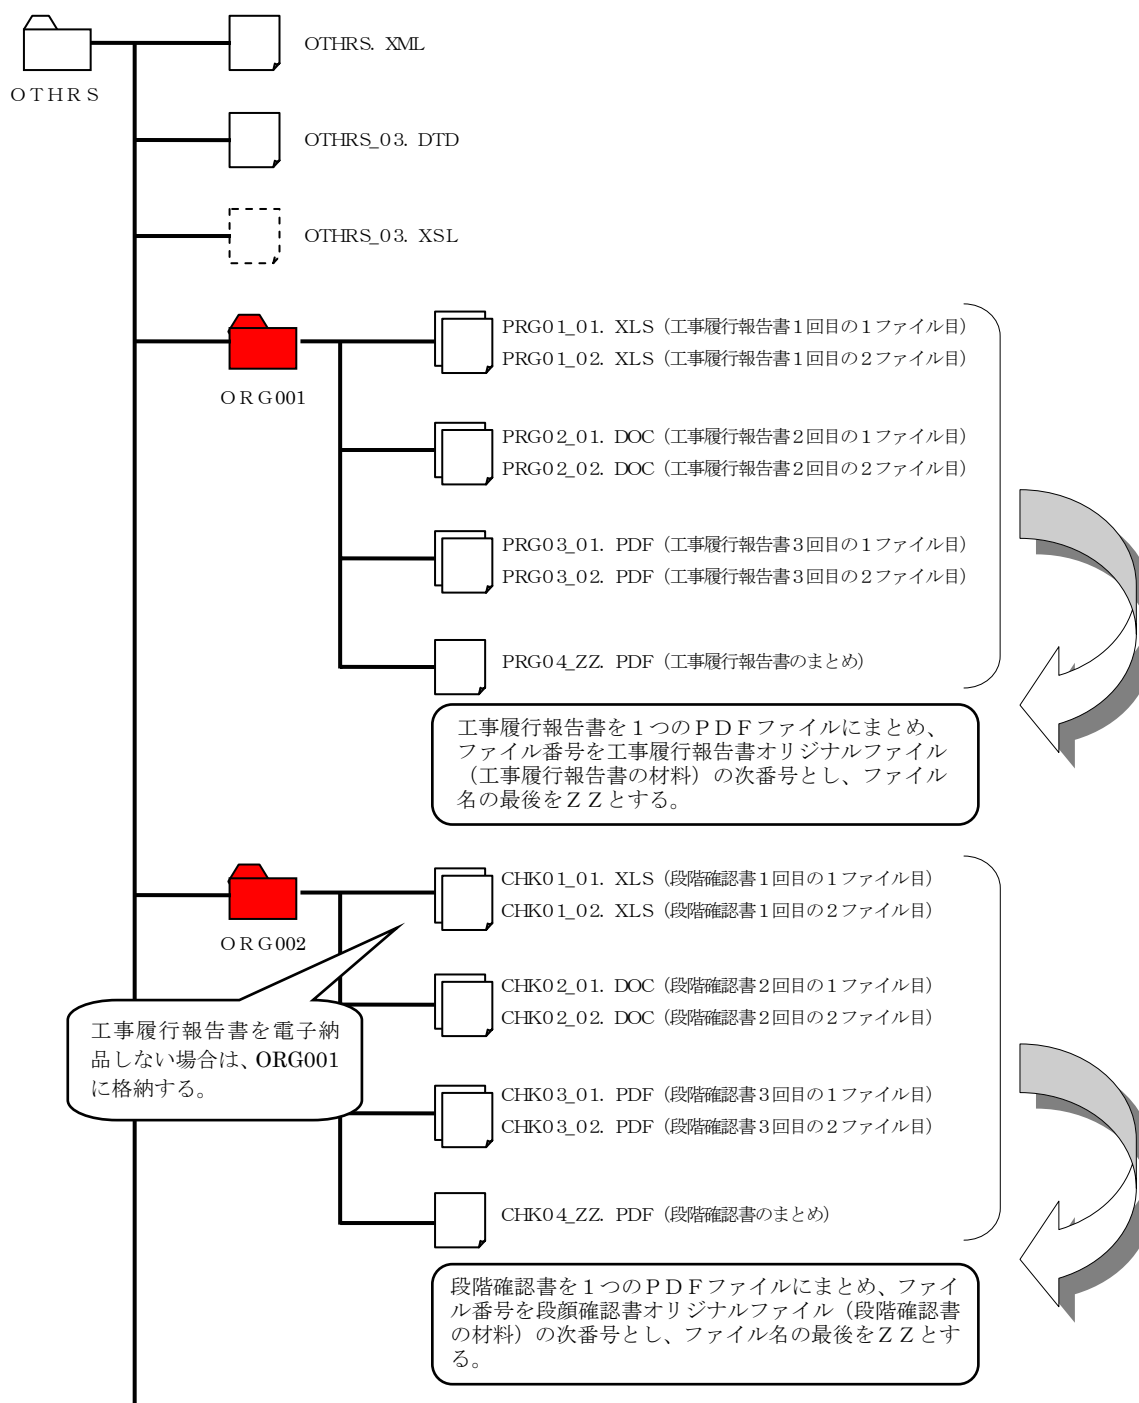 OTHRS. XML
ＯＴＨＲＳ
OTHRS_03. DTD
OTHRS_03. XSL
ＯＲＧ001
PRG01_01. XLS（工事履行報告書１回目の１ファイル目）
PRG01_02. XLS（工事履行報告書１回目の２ファイル目）
PRG02_01. DOC（工事履行報告書２回目の１ファイル目）
PRG02_02. DOC（工事履行報告書２回目の２ファイル目）
PRG03_01. PDF（工事履行報告書３回目の１ファイル目）
PRG03_02. PDF（工事履行報告書３回目の２ファイル目）
PRG04_ZZ. PDF（工事履行報告書のまとめ）
工事履行報告書を１つのＰＤＦファイルにまとめ、
ファイル番号を工事履行報告書オリジナルファイル
（工事履行報告書の材料）の次番号とし、ファイル
名の最後をＺＺとする。
ＯＲＧ002
CHK01_01. XLS（段階確認書１回目の１ファイル目）
CHK01_02. XLS（段階確認書１回目の２ファイル目）
CHK02_01. DOC（段階確認書２回目の１ファイル目）
CHK02_02. DOC（段階確認書２回目の２ファイル目）
工事履行報告書を電子納
品しない場合は、ORG001
に格納する。
CHK03_01. PDF（段階確認書３回目の１ファイル目）
CHK03_02. PDF（段階確認書３回目の２ファイル目）
CHK04_ZZ. PDF（段階確認書のまとめ）
段階確認書を１つのＰＤＦファイルにまとめ、ファイ
ル番号を段顔確認書オリジナルファイル（段階確認書
の材料）の次番号とし、ファイル名の最後をＺＺとす
る。